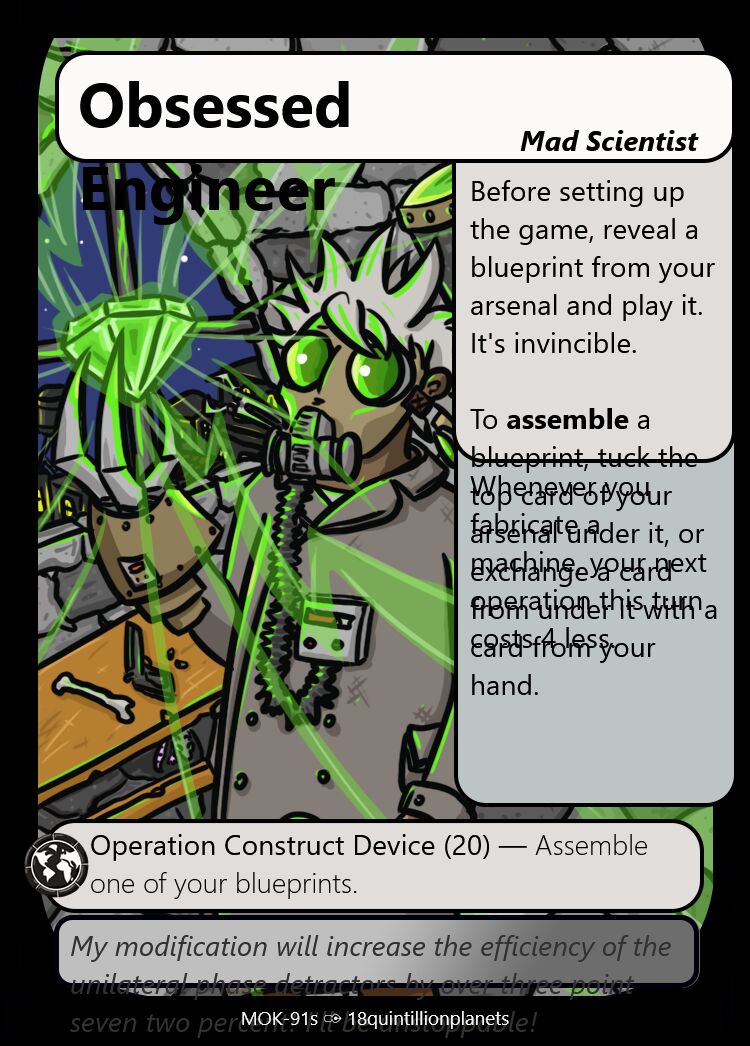 Obsessed
Engineer
Mad Scientist
Before setting up
the game, reveal a
blueprint from your
arsenal and play it.
It's invincible.
To assemble a
blueprint, tuck the
top card of your
arsenal under it, or
exchange a card
from under it with a
card from your
hand.
Whenever you
fabricate a
machine, your next
operation this turn
costs 4 less.
Operation Construct Device (20) — Assemble
one of your blueprints.
My modification will increase the efficiency of the
unilateral phase detractors by over three point
seven two percent! I'll be unstoppable!
MOK-91s 18quintillionplanets